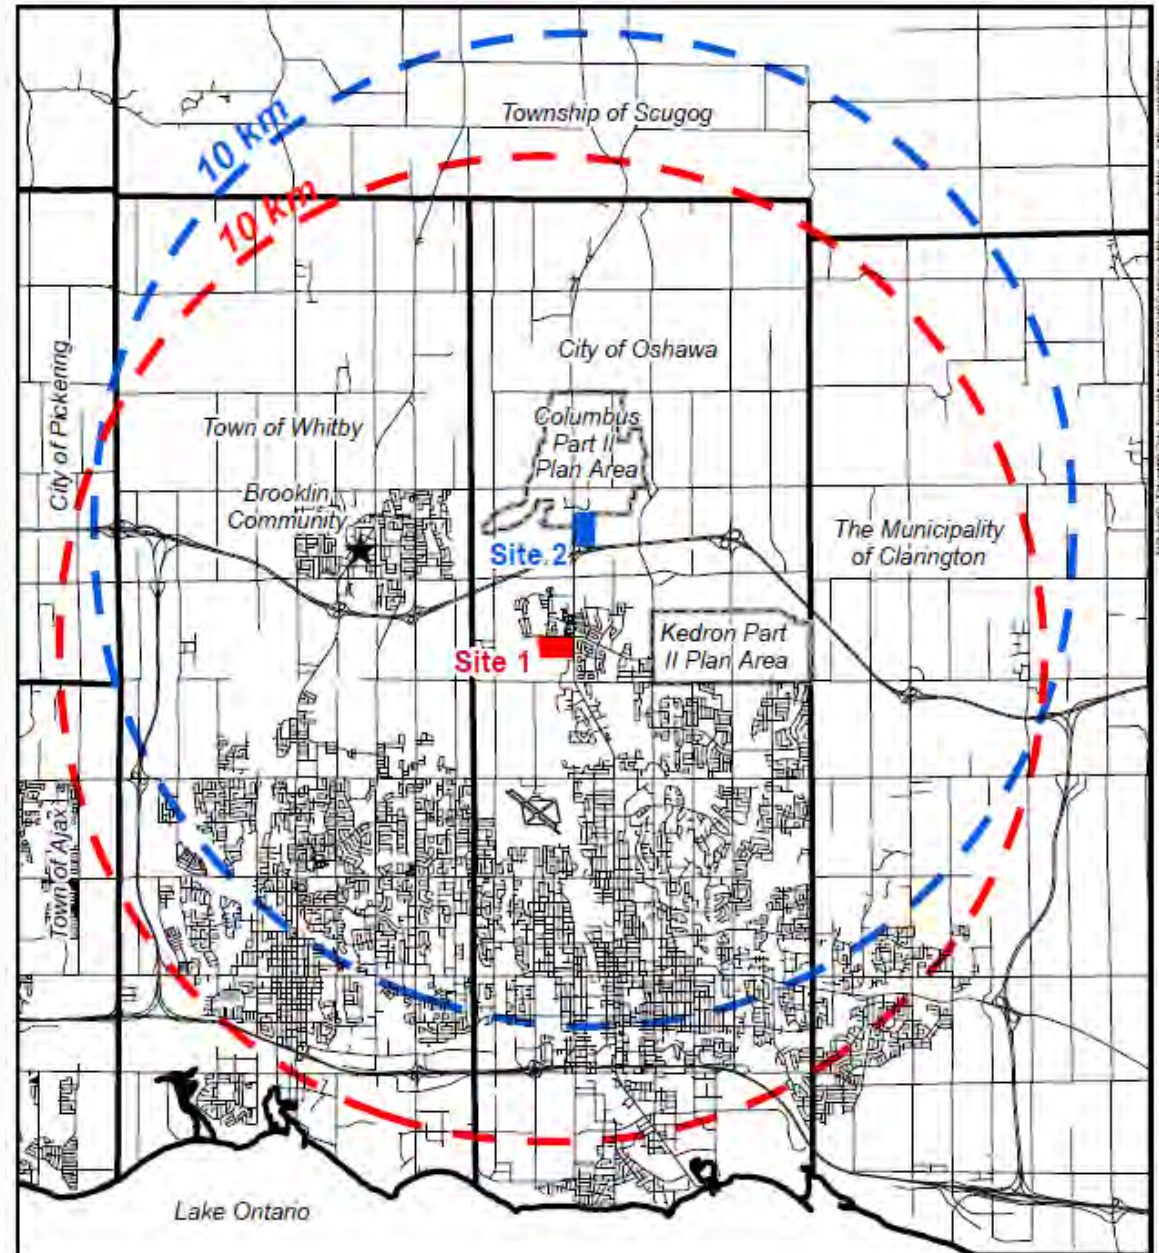 Township of Scugog
10 km
10 km
City of Oshawa
City of Pickering
Columbus
Part II
Plan Area
Town of Whitby
Brooklin
Community
The Municipality
of Clarington
Site 2
Kedron Part
II Plan Area
Site 1
Town of Ajax
Lake Ontario